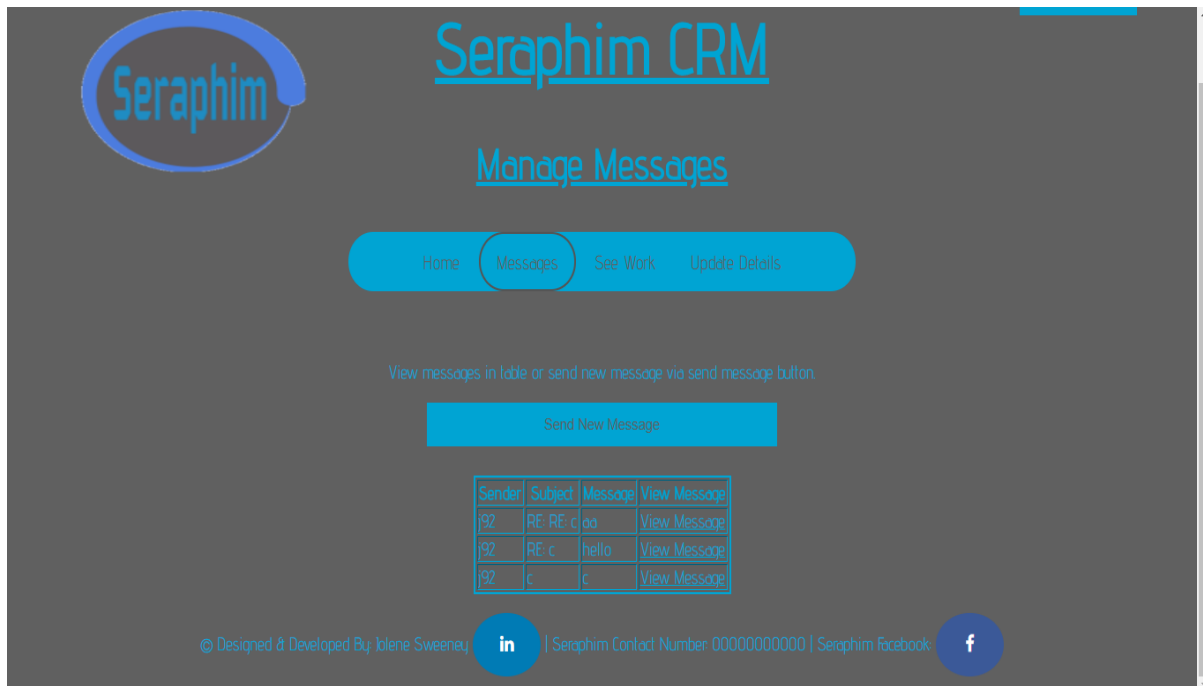 Seraphim
Seraphim CRM
Manage Messages
Home Messages See Work Update Details
View messages in table or send new message via send message button.
Send New Message
Sender Subject Message View Message
j92 RE: RE: c aa View Message
j92 RE: c hello View Message
j92 c c View Message
© Designed & Developed By: Jolene Sweeney in | Seraphim Contact Number: 00000000000 | Seraphim Facebook: f